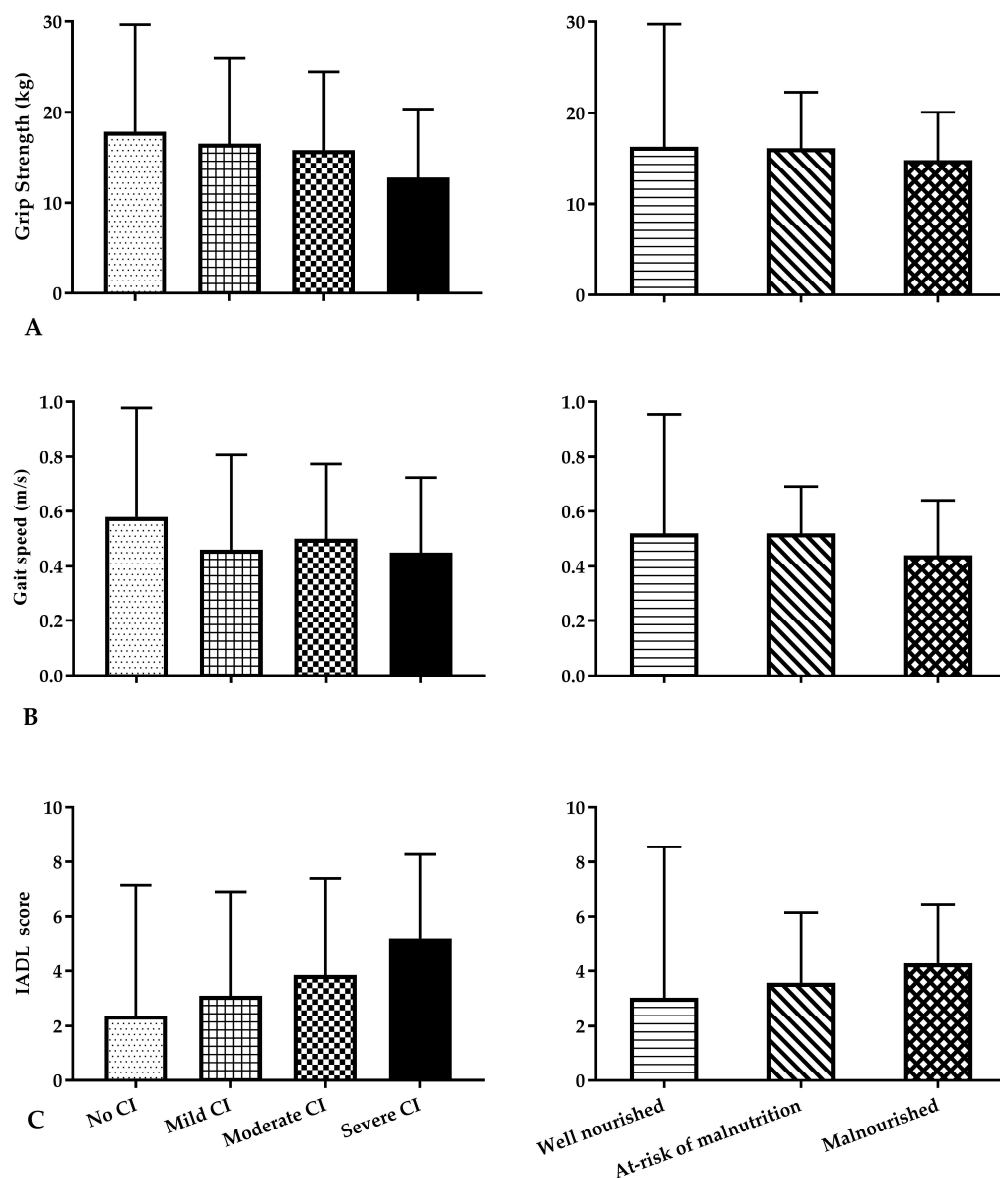 30
20
10
0
Grip Strength (kg)
30
20
10
0
A
1.0
0.8
0.6
0.4
0.2
0.0
Gait speed (m/s)
1.0
0.8
0.6
0.4
0.2
0.0
B
10
8
6
4
2
0
IADL score
10
8
6
4
2
0
C
No CI
Mild CI
Moderate CI
Severe CI
Well nourished
At-risk of malnutrition
Malnourished